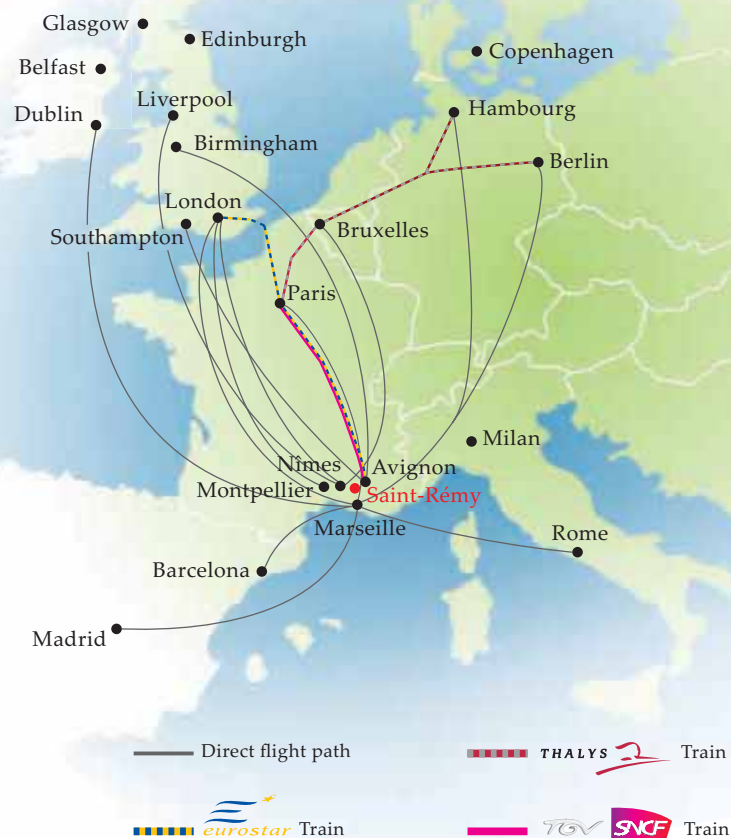 Glasgow
Edinburgh
Belfast
Copenhagen
Dublin
Liverpool
Hambourg
Birmingham
Berlin
London
Southampton
Bruxelles
Paris
Milan
Nîmes
Avignon
Montpellier
Saint-Rémy
Marseille
Rome
Barcelona
Madrid
Direct flight path
THALYS Train
eurostar Train
TGV SNCF Train